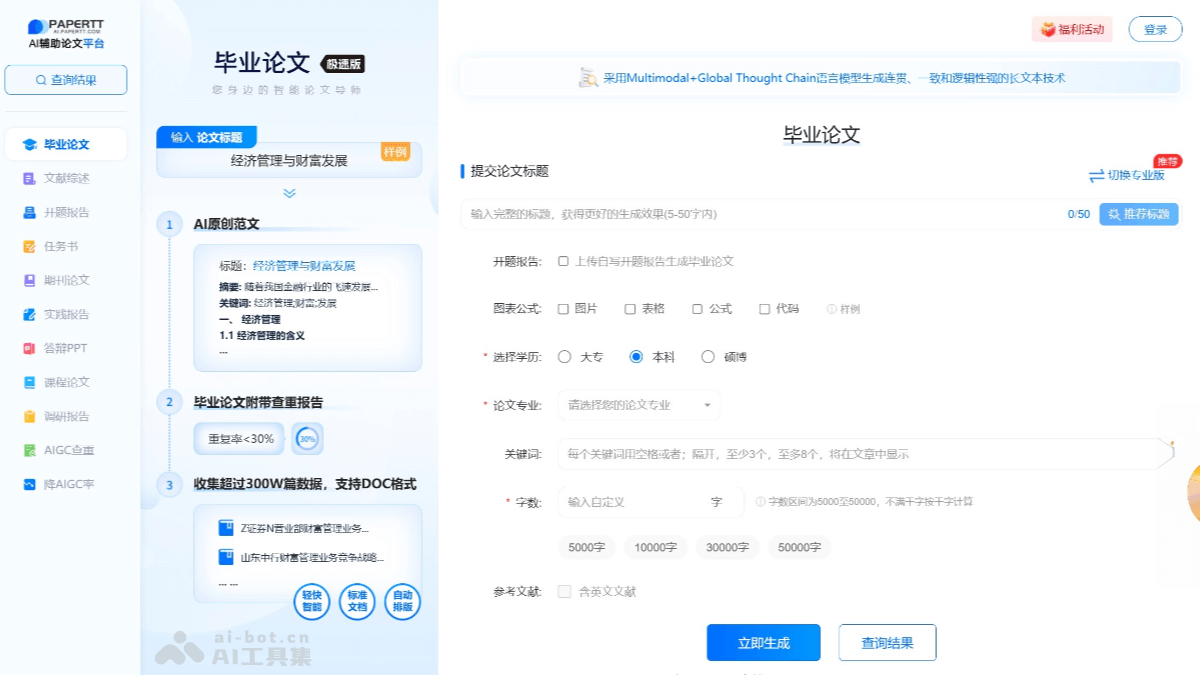 PAPERTT
AI.PAPERTT.COM
AI辅助论文平台
查询结果
毕业论文
文献综述
开题报告
任务书
期刊论文
实践报告
答辩PPT
课程论文
调研报告
AIGC查重
降AIGC率
毕业论文 极速版
您身边的智能论文导师
输入 论文标题
经济管理与财富发展
样例
1 AI原创范文
标题: 经济管理与财富发展
摘要: 随着我国金融行业的飞速发展...
关键词: 经济管理;财富;发展
一、 经济管理
1.1 经济管理的含义
...
2 毕业论文附带查重报告
重复率<30% 30%
3 收集超过300W篇数据，支持DOC格式
Z证券N营业部财富管理业务...
山东中行财富管理业务竞争战略...
... ...
轻快智能 标准文档 自动排版
ai-bot.cn
AI工具集
福利活动 登录
采用Multimodal+Global Thought Chain语言模型生成连贯、一致和逻辑性强的长文本技术
毕业论文
提交论文标题
推荐
切换专业版
输入完整的标题，获得更好的生成效果(5-50字内) 0/50 推荐标题
开题报告: 上传自写开题报告生成毕业论文
图表公式: 图片 表格 公式 代码 样例
* 选择学历: 大专 本科 硕博
* 论文专业: 请选择您的论文专业
关键词: 每个关键词用空格或者；隔开，至少3个，至多8个，将在文章中显示
* 字数: 输入自定义 字 字数区间为5000至50000，不满千字按千字计算
5000字 10000字 30000字 50000字
参考文献: 含英文文献
立即生成 查询结果